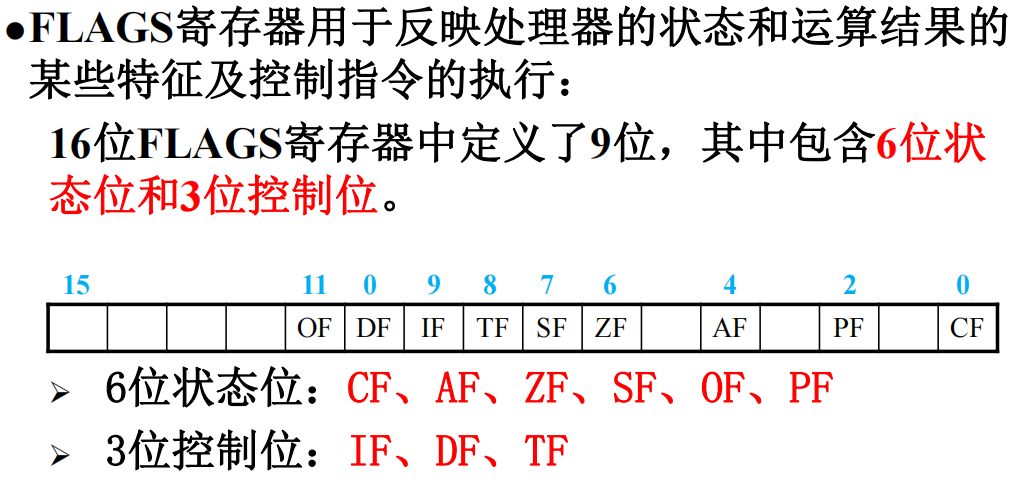 ●FLAGS寄存器用于反映处理器的状态和运算结果的
某些特征及控制指令的执行：
16位FLAGS寄存器中定义了9位，其中包含6位状
态位和3位控制位。
15 11 0 9 8 7 6 4 2 0
OF DF IF TF SF ZF AF PF CF
➢ 6位状态位：CF、AF、ZF、SF、OF、PF
➢ 3位控制位：IF、DF、TF